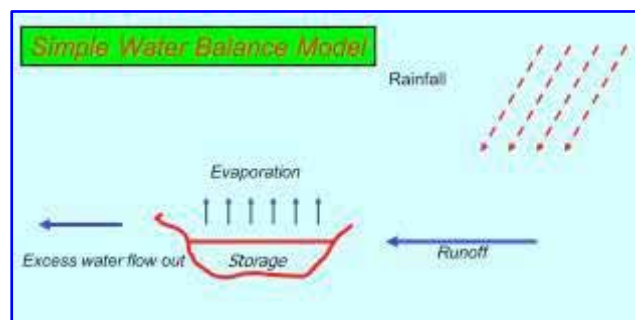 Simple Water Balance Model
Rainfall
Evaporation
Excess water flow out
Storage
Runoff